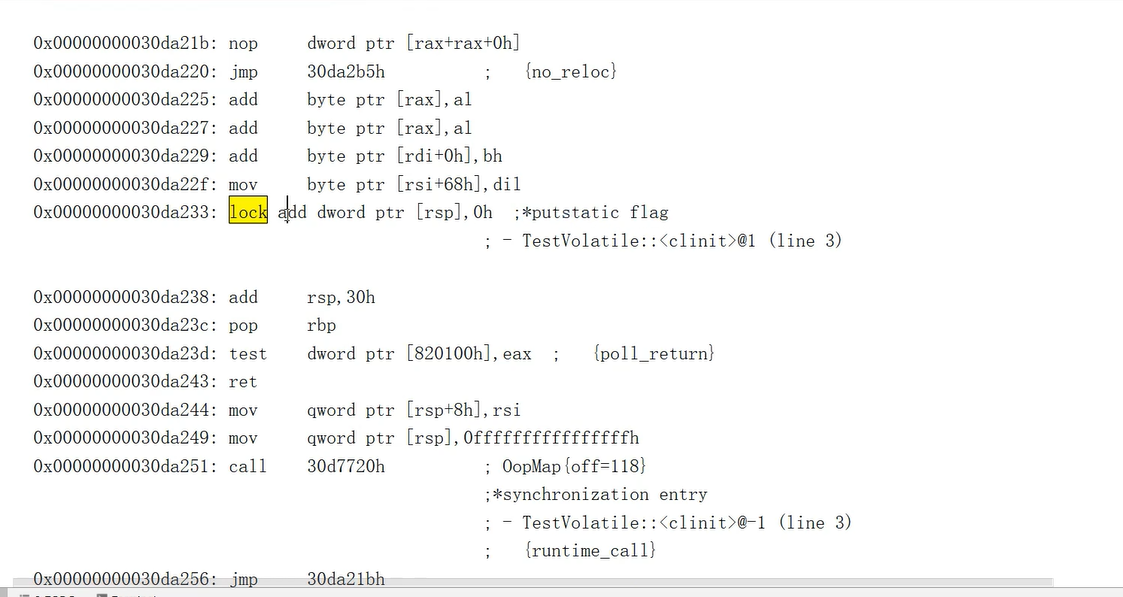 0x00000000030da21b: nop dword ptr [rax+rax+0h]
0x00000000030da220: jmp 30da2b5h ; {no_reloc}
0x00000000030da225: add byte ptr [rax],al
0x00000000030da227: add byte ptr [rax],al
0x00000000030da229: add byte ptr [rdi+0h],bh
0x00000000030da22f: mov byte ptr [rsi+68h],dil
0x00000000030da233: lock add dword ptr [rsp],0h ;*putstatic flag
; - TestVolatile::<clinit>@1 (line 3)
0x00000000030da238: add rsp,30h
0x00000000030da23c: pop rbp
0x00000000030da23d: test dword ptr [820100h],eax ; {poll_return}
0x00000000030da243: ret
0x00000000030da244: mov qword ptr [rsp+8h],rsi
0x00000000030da249: mov qword ptr [rsp],0ffffffffffffffffh
0x00000000030da251: call 30d7720h ; OopMap{off=118}
;*synchronization entry
; - TestVolatile::<clinit>@-1 (line 3)
; {runtime_call}
0x00000000030da256: jmp 30da21bh